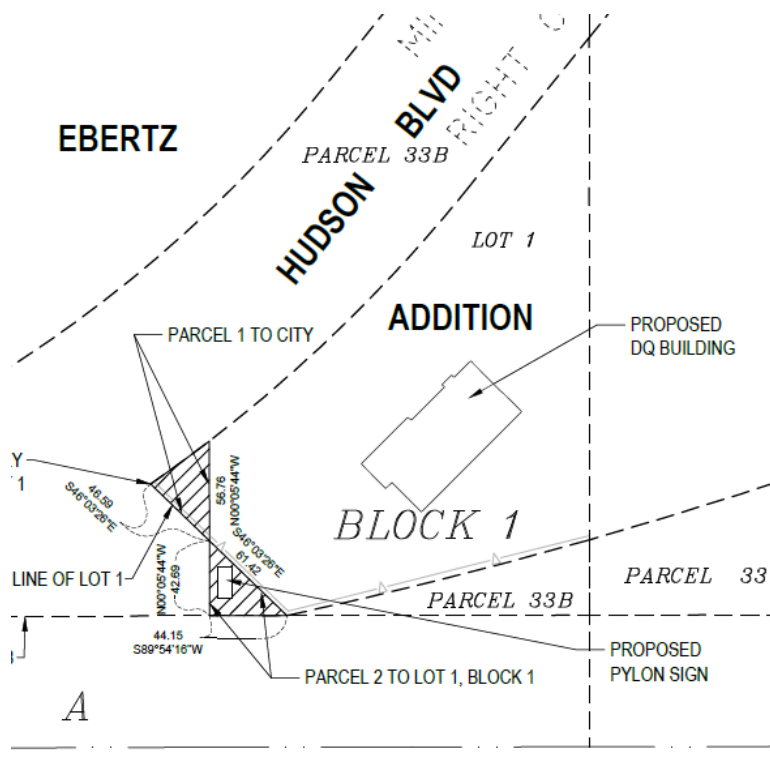 EBERTZ
BLVD
RIGHT
PARCEL 33B
HUDSON
LOT 1
ADDITION
PROPOSED
DQ BUILDING
PARCEL 1 TO CITY
Y
1
46.59
S46°03'26"E
56.76
N00°05'44"W
S46°03'26"E
61.42
BLOCK 1
LINE OF LOT 1
N00°05'44"W
42.69
PARCEL 33B
PARCEL 33
44.15
S89°54'16"W
PROPOSED
PYLON SIGN
PARCEL 2 TO LOT 1, BLOCK 1
A